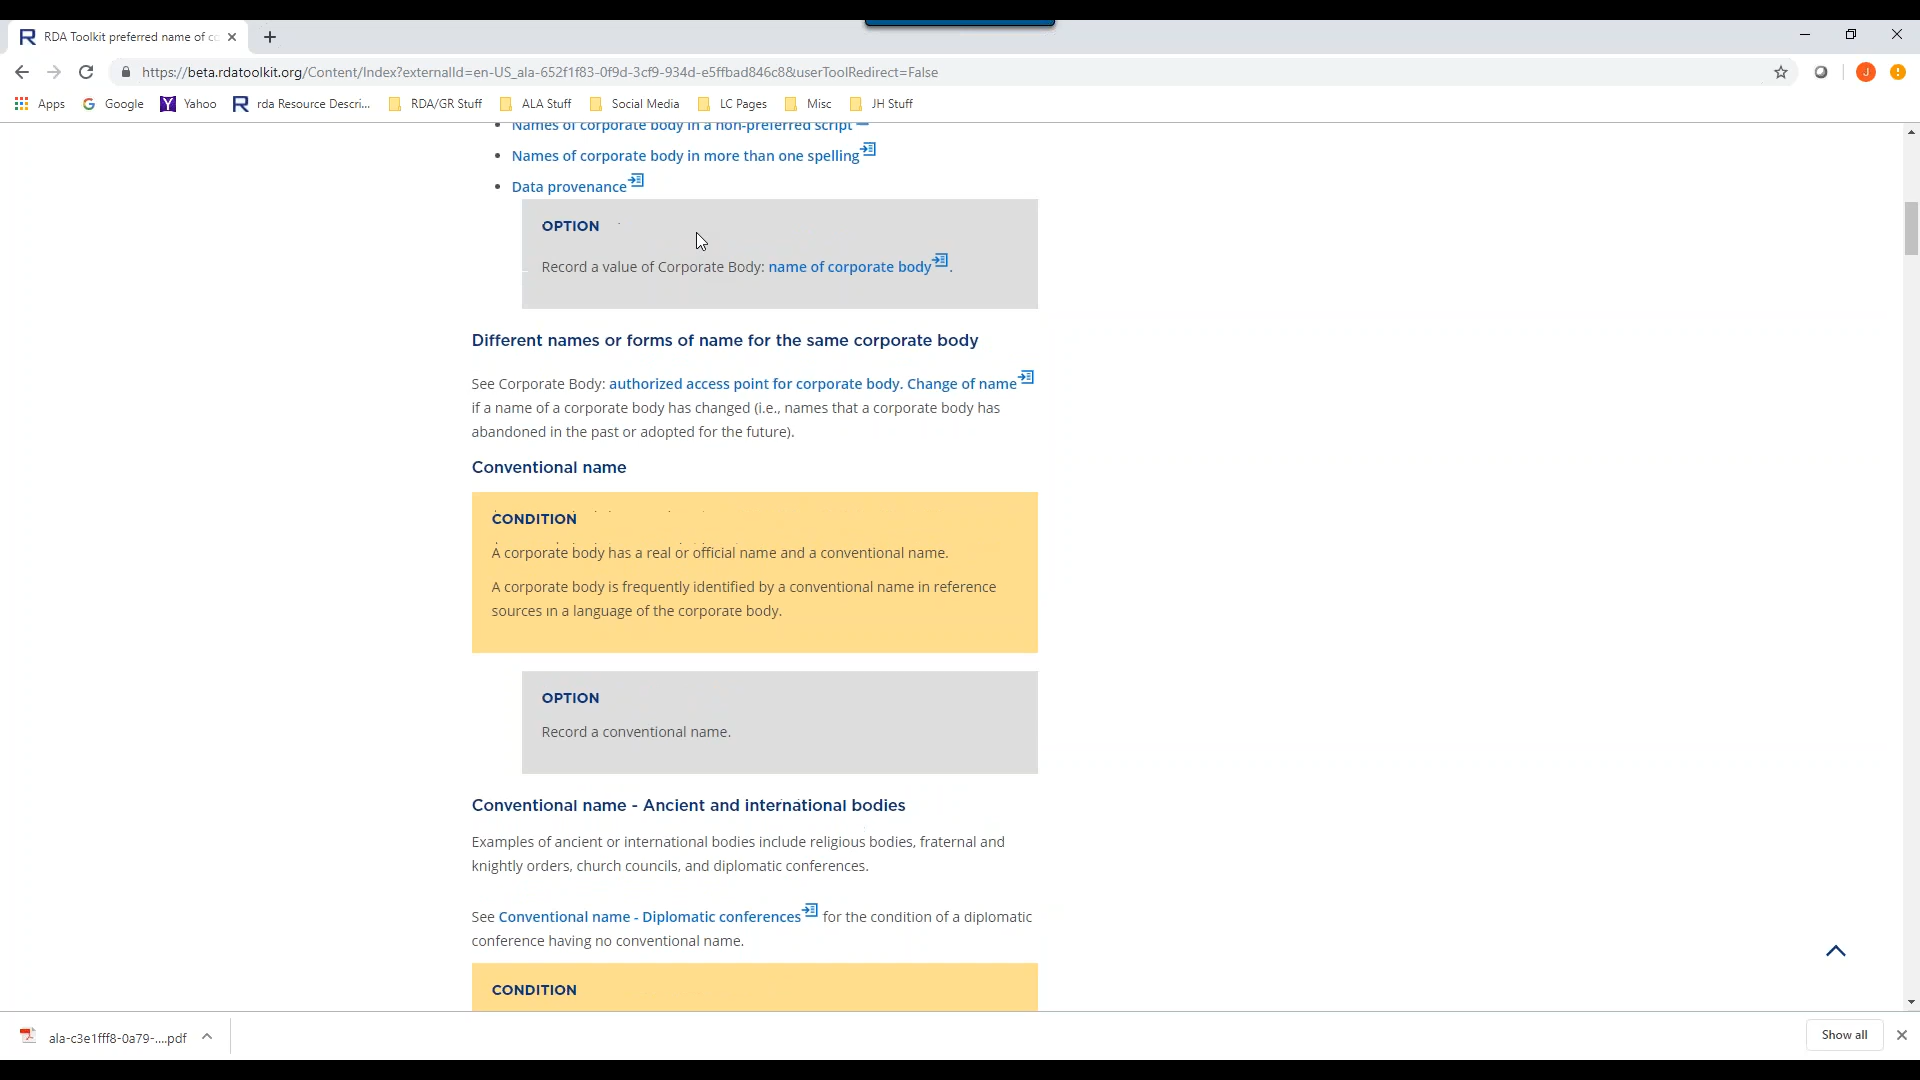 RDA Toolkit preferred name of co
https://beta.rdatoolkit.org/Content/Index?externalId=en-US_ala-652f1f83-0f9d-3cf9-934d-e5ffbad846c8&userToolRedirect=False
J
Apps Google Yahoo rda Resource Descri... RDA/GR Stuff ALA Stuff Social Media LC Pages Misc JH Stuff
Names of corporate body in a non-preferred script
Names of corporate body in more than one spelling
Data provenance
OPTION
Record a value of Corporate Body: name of corporate body.
Different names or forms of name for the same corporate body
See Corporate Body: authorized access point for corporate body. Change of name
if a name of a corporate body has changed (i.e., names that a corporate body has
abandoned in the past or adopted for the future).
Conventional name
CONDITION
A corporate body has a real or official name and a conventional name.
A corporate body is frequently identified by a conventional name in reference
sources in a language of the corporate body.
OPTION
Record a conventional name.
Conventional name - Ancient and international bodies
Examples of ancient or international bodies include religious bodies, fraternal and
knightly orders, church councils, and diplomatic conferences.
See Conventional name - Diplomatic conferences for the condition of a diplomatic
conference having no conventional name.
CONDITION
ala-c3e1fff8-0a79-....pdf
Show all